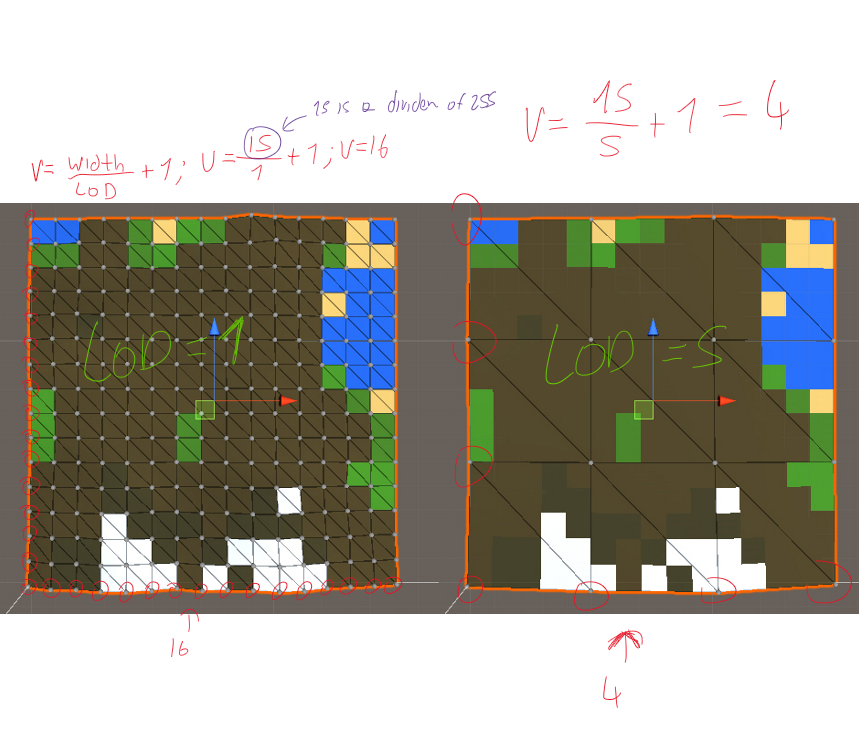 15 is a dividen of 255
V = 15/5 + 1 = 4
V = width/LOD + 1; V = 15/1 + 1; V = 16
LOD = 1
LOD = 5
16
4